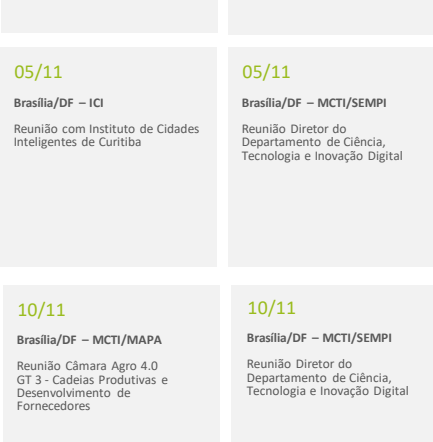 05/11
Brasília/DF – ICI
Reunião com Instituto de Cidades
Inteligentes de Curitiba
05/11
Brasília/DF – MCTI/SEMPI
Reunião Diretor do
Departamento de Ciência,
Tecnologia e Inovação Digital
10/11
Brasília/DF – MCTI/MAPA
Reunião Câmara Agro 4.0
GT 3 - Cadeias Produtivas e
Desenvolvimento de
Fornecedores
10/11
Brasília/DF – MCTI/SEMPI
Reunião Diretor do
Departamento de Ciência,
Tecnologia e Inovação Digital